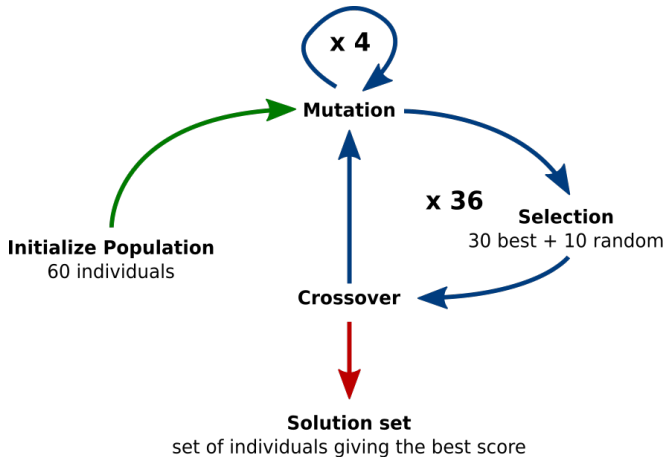 x 4
Mutation
x 36
Selection
30 best + 10 random
Initialize Population
60 individuals
Crossover
Solution set
set of individuals giving the best score